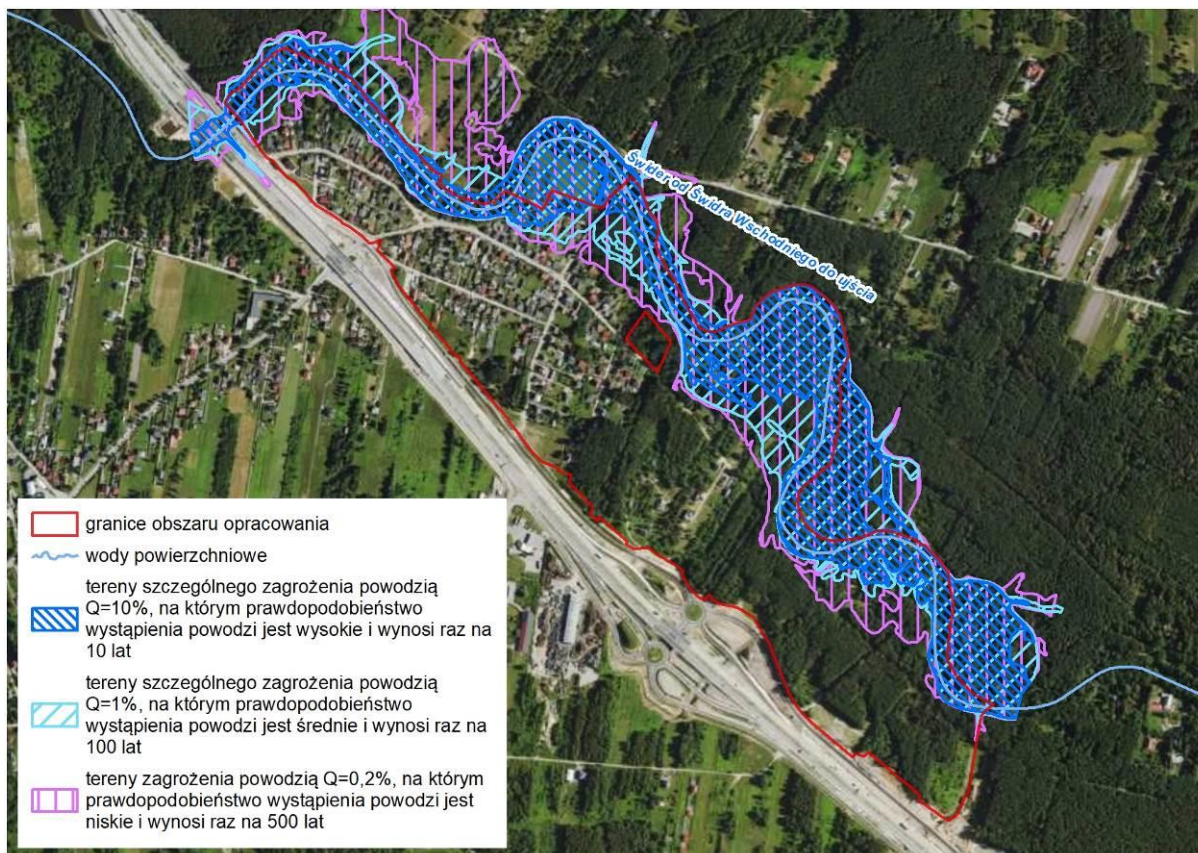 Świder od Świdra Wschodniego do ujścia
granice obszaru opracowania
wody powierzchniowe
tereny szczególnego zagrożenia powodzią
Q=10%, na którym prawdopodobieństwo
wystąpienia powodzi jest wysokie i wynosi raz na
10 lat
tereny szczególnego zagrożenia powodzią
Q=1%, na którym prawdopodobieństwo
wystąpienia powodzi jest średnie i wynosi raz na
100 lat
tereny zagrożenia powodzią Q=0,2%, na którym
prawdopodobieństwo wystąpienia powodzi jest
niskie i wynosi raz na 500 lat